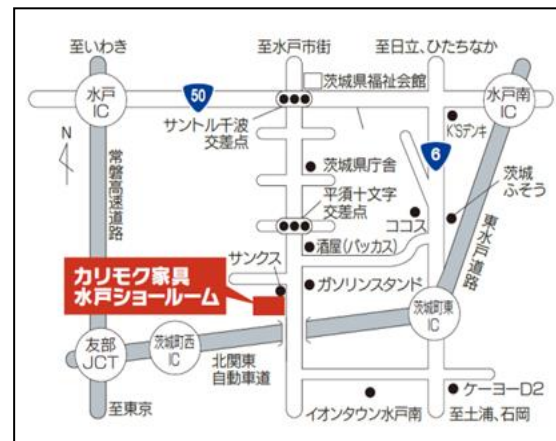 至いわき
至水戸市街
至日立、ひたちなか
水戸
IC
50
茨城県福祉会館
水戸南
IC
サントル千波
交差点
K'Sデンキ
N
6
常磐高速道路
茨城県庁舎
茨城
ふそう
平須十文字
交差点
ココス
東水戸道路
酒屋(バッカス)
サンクス
カリモク家具
水戸ショールーム
ガソリンスタンド
茨城町東
IC
友部
JCT
茨城町西
IC
北関東
自動車道
ケーヨーD2
至東京
イオンタウン水戸南
至土浦、石岡